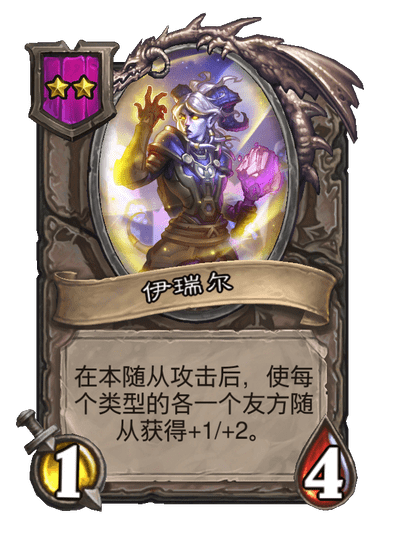 伊瑞尔
在本随从攻击后，使每
个类型的各一个友方随
从获得+1/+2。
1
4